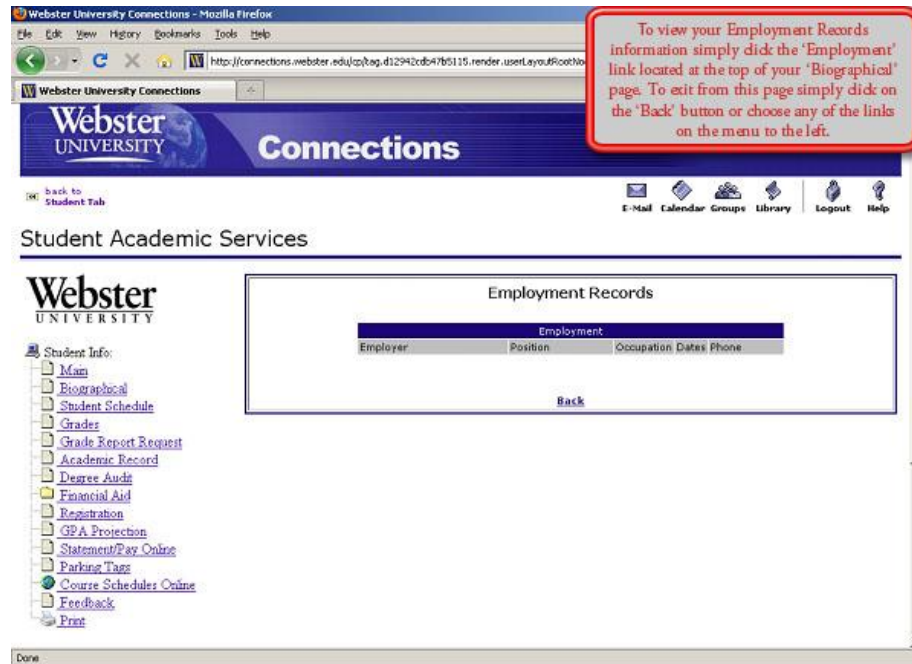 Webster University Connections - Mozilla Firefox
File Edit View History Bookmarks Tools Help
To view your Employment Records
information simply click the ‘Employment’
link located at the top of your ‘Biographical’
page. To exit from this page simply click on
the ‘Back’ button or choose any of the links
on the menu to the left.
Webster University Connections
Webster
UNIVERSITY
Connections
back to
Student Tab
E-Mail Calendar Groups Library Logout Help
Student Academic Services
Webster
UNIVERSITY
Employment Records
Employment
Employer Position Occupation Dates Phone
Back
Student Info:
Main
Biographical
Student Schedule
Grades
Grade Report Request
Academic Record
Degree Audit
Financial Aid
Registration
GPA Projection
Statement/Pay Online
Parking Tags
Course Schedules Online
Feedback
Print
Done